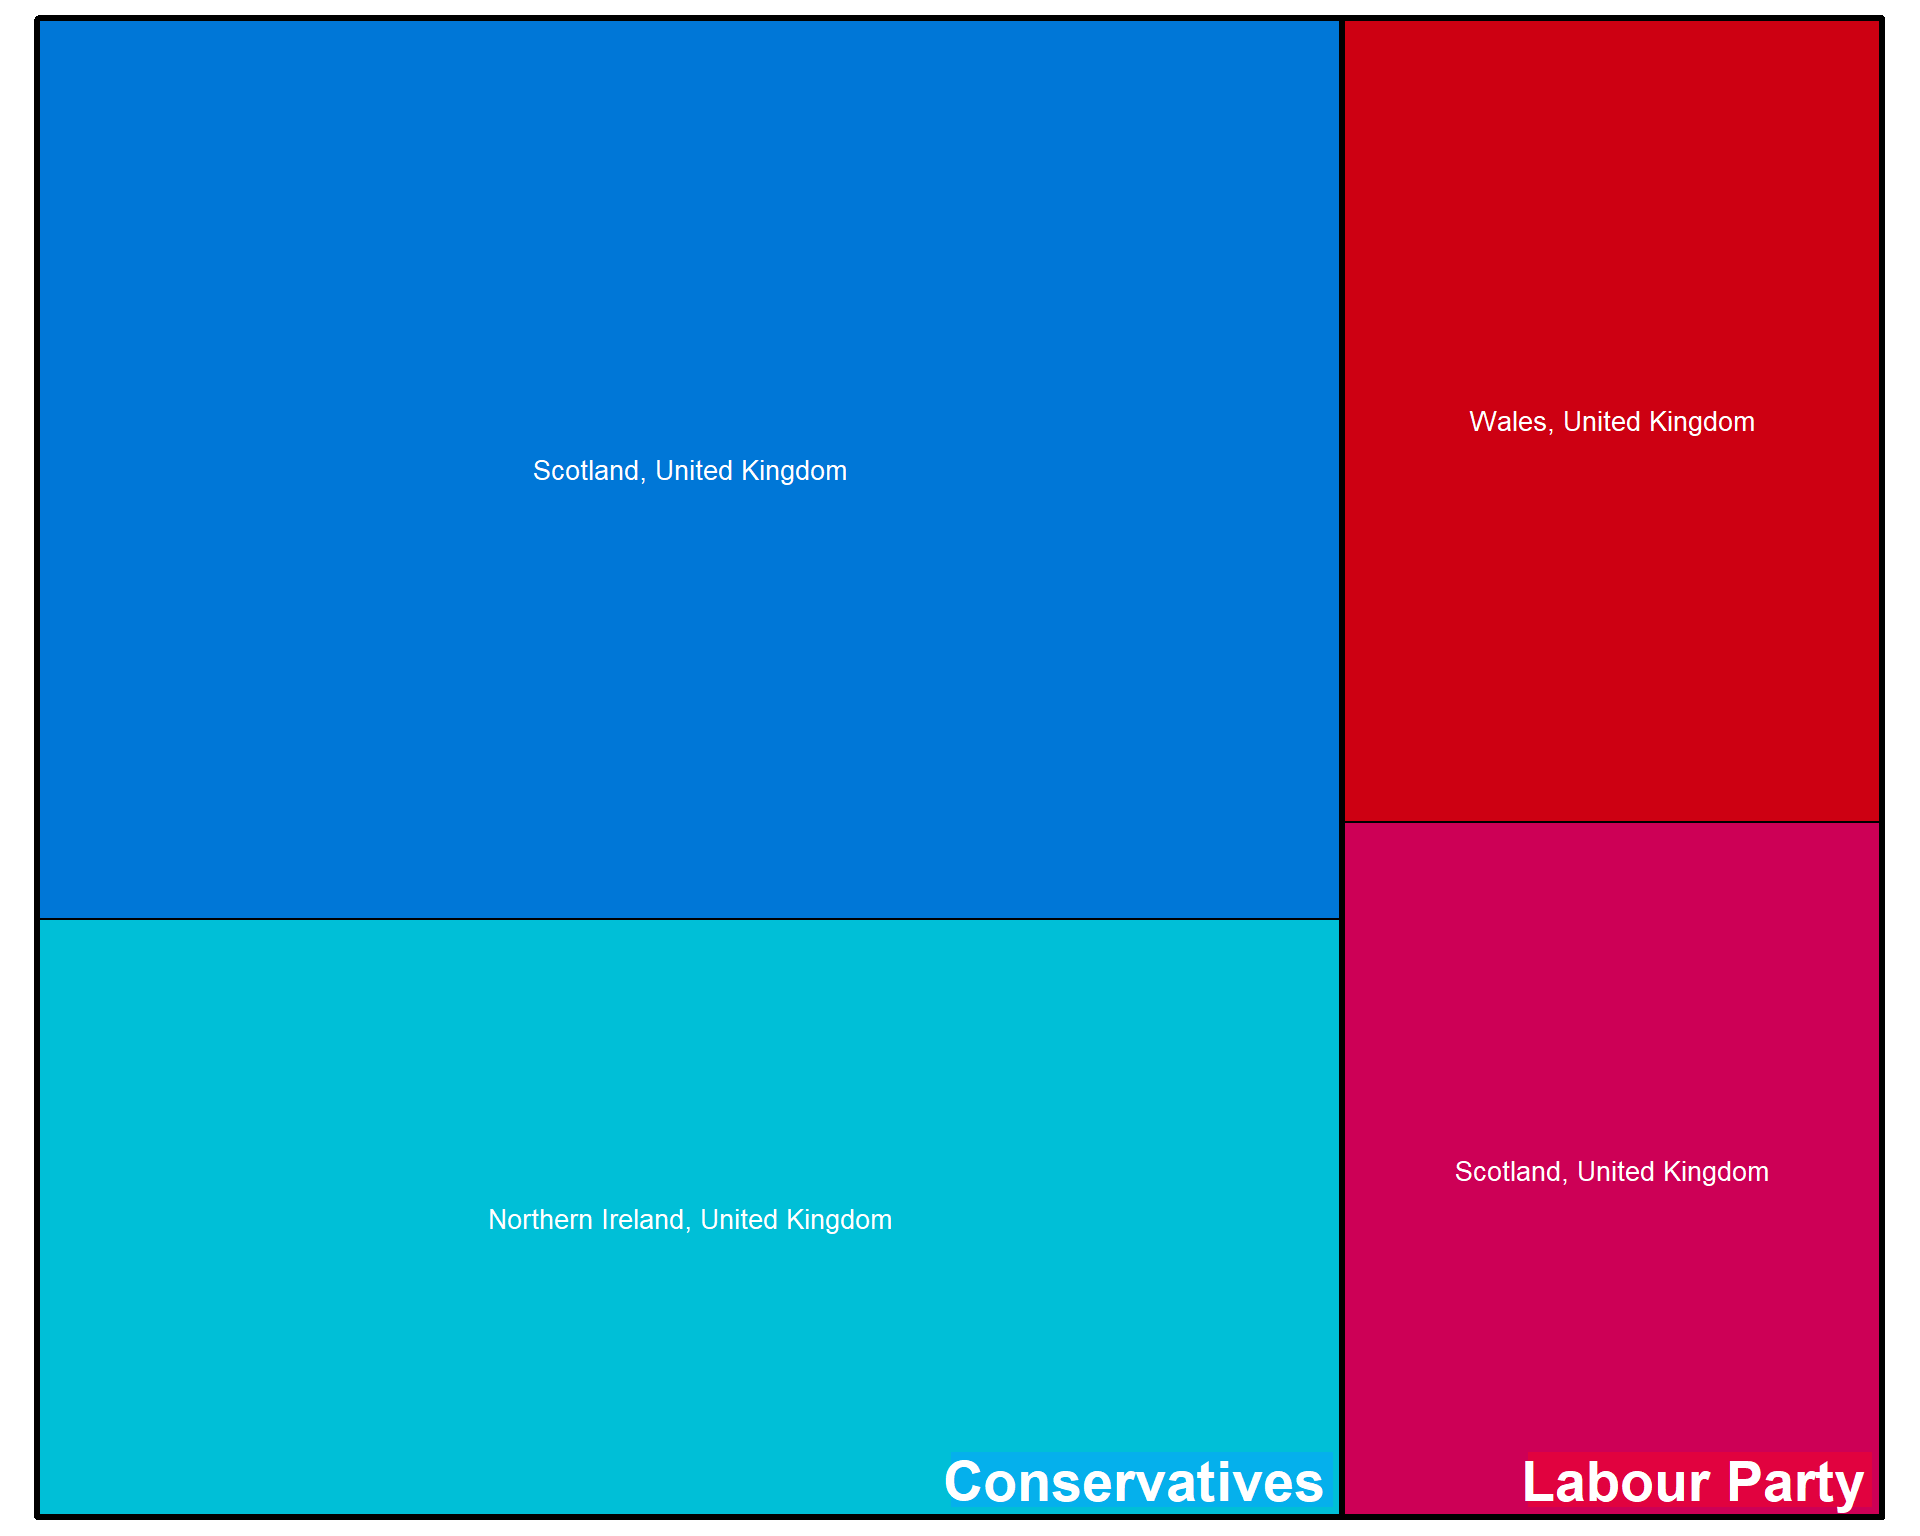 Scotland, United Kingdom
Northern Ireland, United Kingdom
Conservatives
Wales, United Kingdom
Scotland, United Kingdom
Labour Party